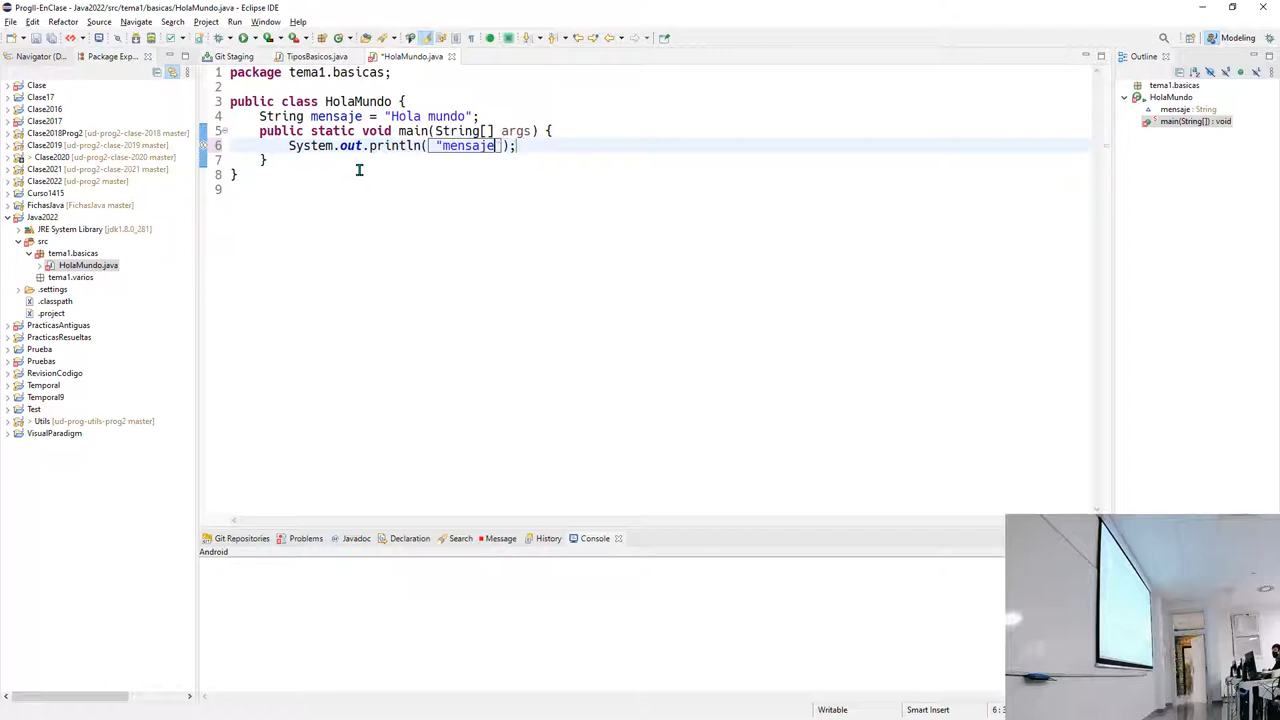 ProgII-EnClase - Java2022/src/tema1/basicas/HolaMundo.java - Eclipse IDE
File Edit Refactor Source Navigate Search Project Run Window Help
Modeling
Navigator (D...
Package Exp...
Git Staging
TiposBasicos.java
*HolaMundo.java
Outline
Clase
Clase17
Clase2016
Clase2017
Clase2018Prog2 [ud-prog2-clase-2018 master]
Clase2019 [ud-prog2-clase-2019 master]
> Clase2020 [ud-prog2-clase-2020 master]
Clase2021 [ud-prog2-clase-2021 master]
Clase2022 [ud-prog2 master]
Curso1415
FichasJava [FichasJava master]
Java2022
JRE System Library [jdk1.8.0_281]
src
tema1.basicas
HolaMundo.java
tema1.varios
.settings
.classpath
.project
PracticasAntiguas
PracticasResueltas
Prueba
Pruebas
RevisionCodigo
Temporal
Temporal9
Test
> Utils [ud-prog-utils-prog2 master]
VisualParadigm
1 package tema1.basicas;
2
3 public class HolaMundo {
4 String mensaje = "Hola mundo";
5 public static void main(String[] args) {
6 System.out.println( "mensaje );
7 }
8 }
9
tema1.basicas
HolaMundo
mensaje : String
main(String[]) : void
Git Repositories
Problems
Javadoc
Declaration
Search
Message
History
Console
Android
Writable
Smart Insert